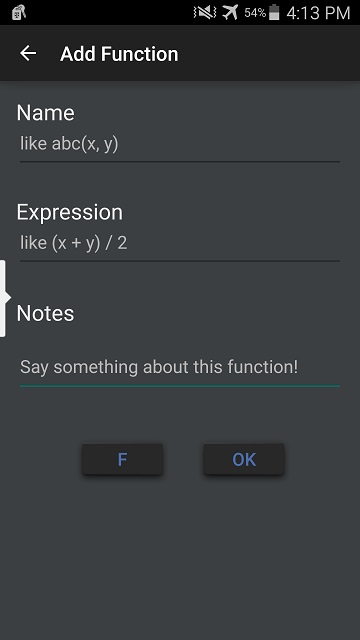 54% 4:13 PM
Add Function
Name
like abc(x, y)
Expression
like (x + y) / 2
Notes
Say something about this function!
F OK